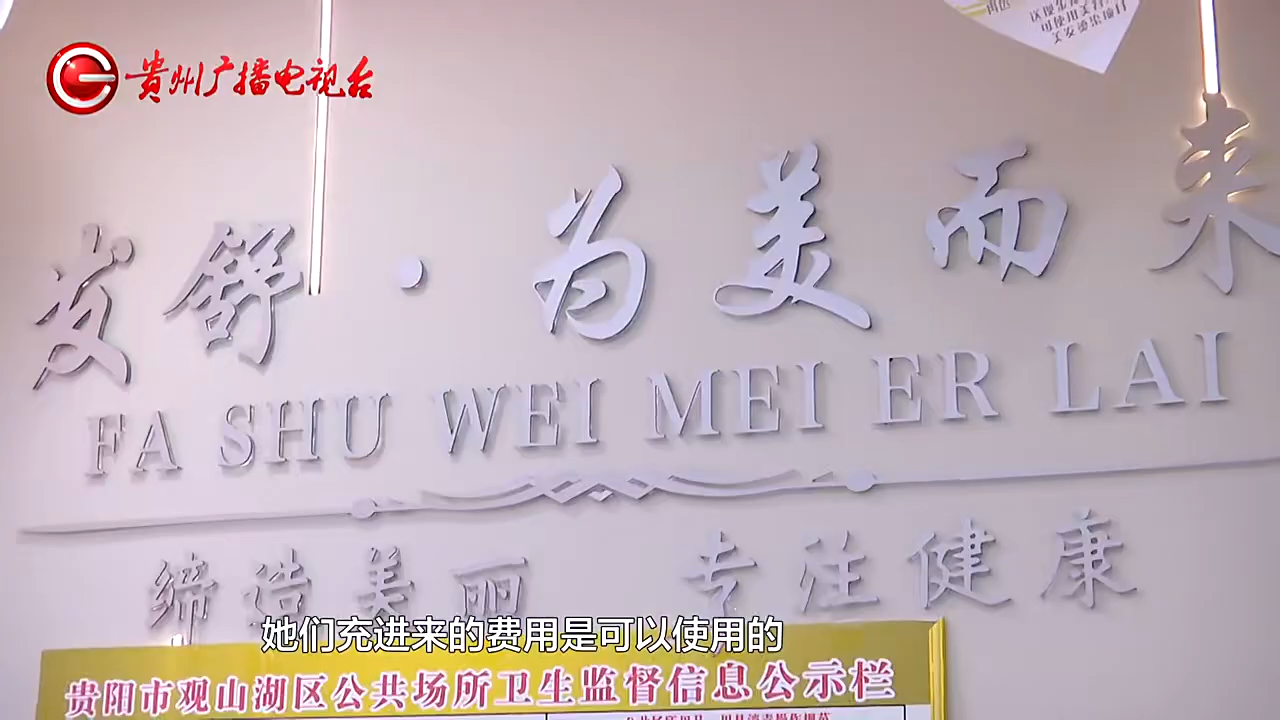 贵州广播电视台
发舒·为美而来
FA SHU WEI MEI ER LAI
缔造美丽 专注健康
她们充进来的费用是可以使用的
贵阳市观山湖区公共场所卫生监督信息公示栏